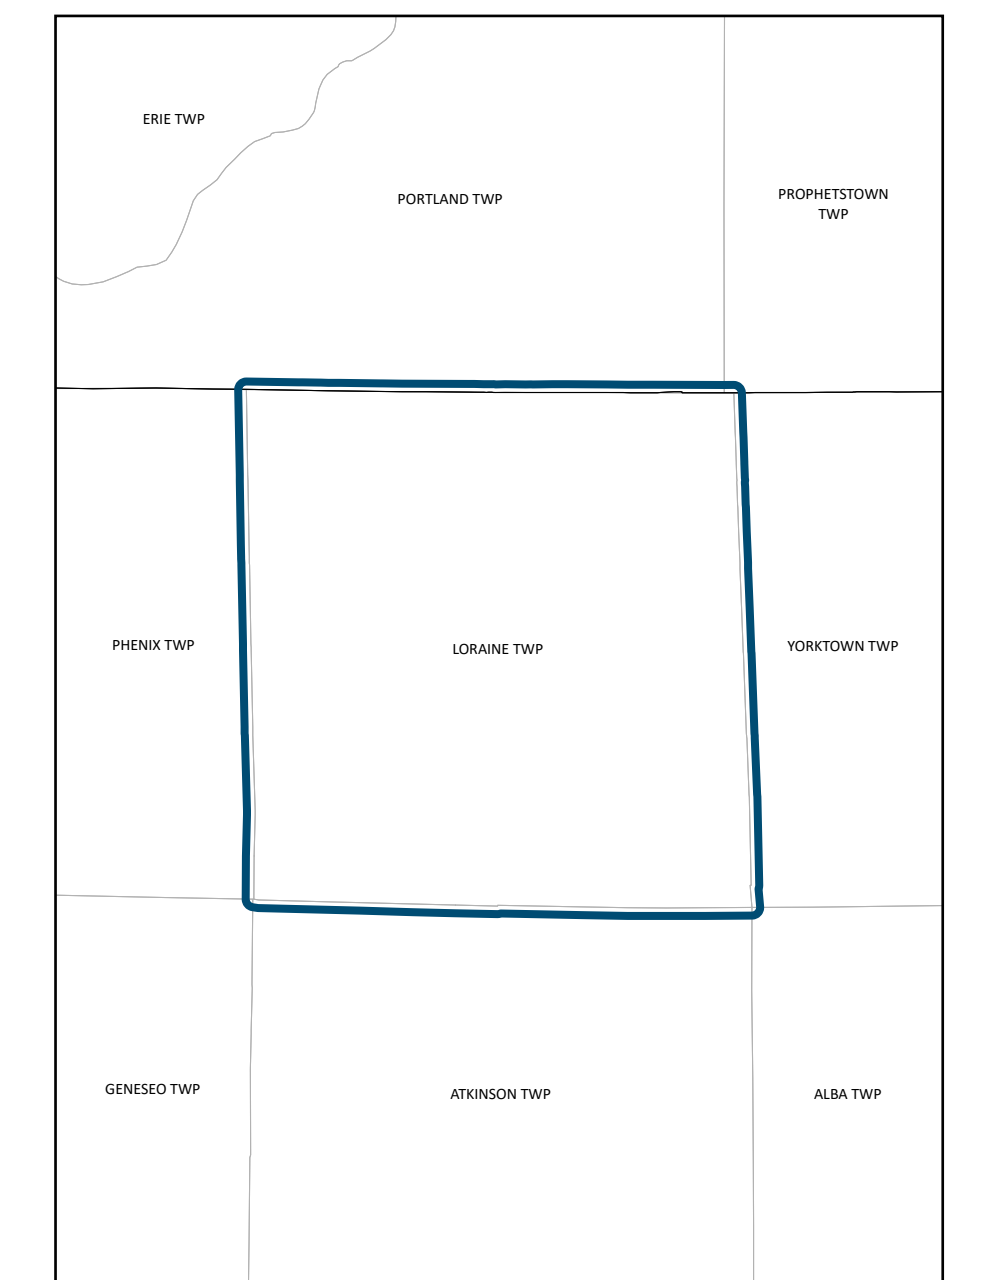 ERIE TWP
PORTLAND TWP
PROPHETSTOWN
TWP
PHENIX TWP
LORAINE TWP
YORKTOWN TWP
GENESEO TWP
ATKINSON TWP
ALBA TWP